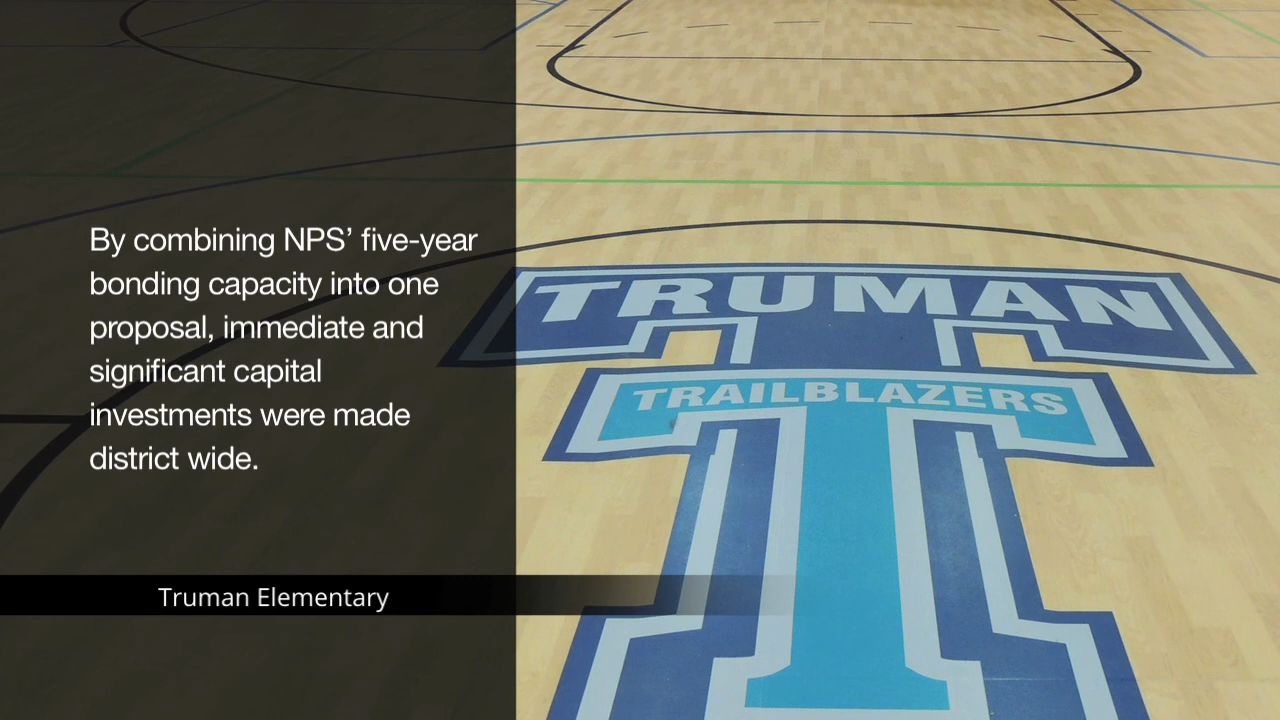 By combining NPS’ five-year
bonding capacity into one
proposal, immediate and
significant capital
investments were made
district wide.
Truman Elementary
TRUMAN
TRAILBLAZERS
T